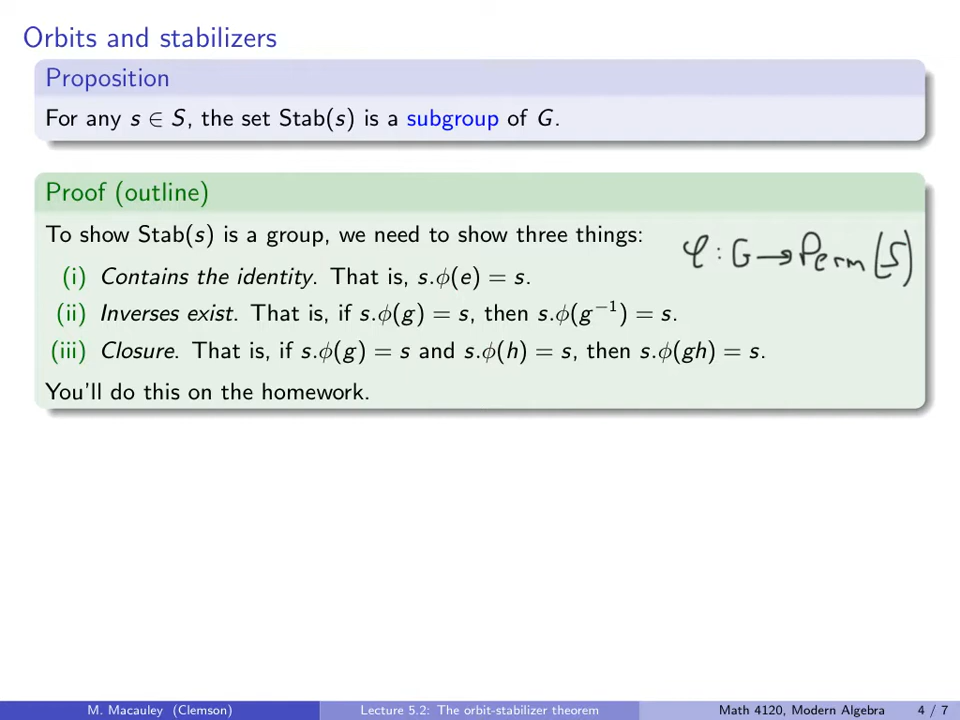 Orbits and stabilizers
Proposition
For any s ∈ S, the set Stab(s) is a subgroup of G.
Proof (outline)
To show Stab(s) is a group, we need to show three things:
φ : G → Perm(S)
(i) Contains the identity. That is, s.ϕ(e) = s.
(ii) Inverses exist. That is, if s.ϕ(g) = s, then s.ϕ(g⁻¹) = s.
(iii) Closure. That is, if s.ϕ(g) = s and s.ϕ(h) = s, then s.ϕ(gh) = s.
You'll do this on the homework.
M. Macauley (Clemson) Lecture 5.2: The orbit-stabilizer theorem Math 4120, Modern Algebra 4 / 7